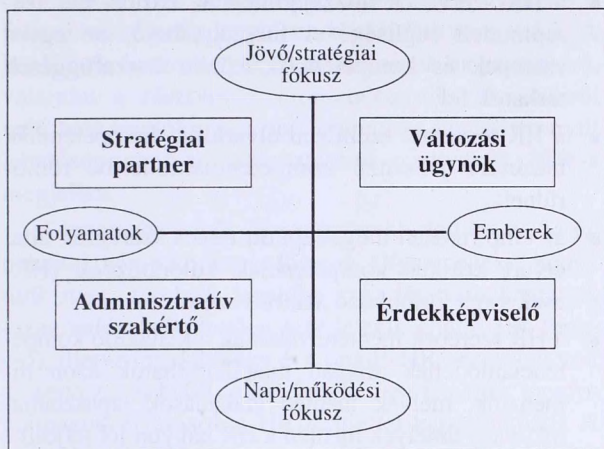 Jövő/stratégiai
fókusz
Stratégiai
partner
Változási
ügynök
Folyamatok
Emberek
Adminisztratív
szakértő
Érdekképviselő
Napi/működési
fókusz